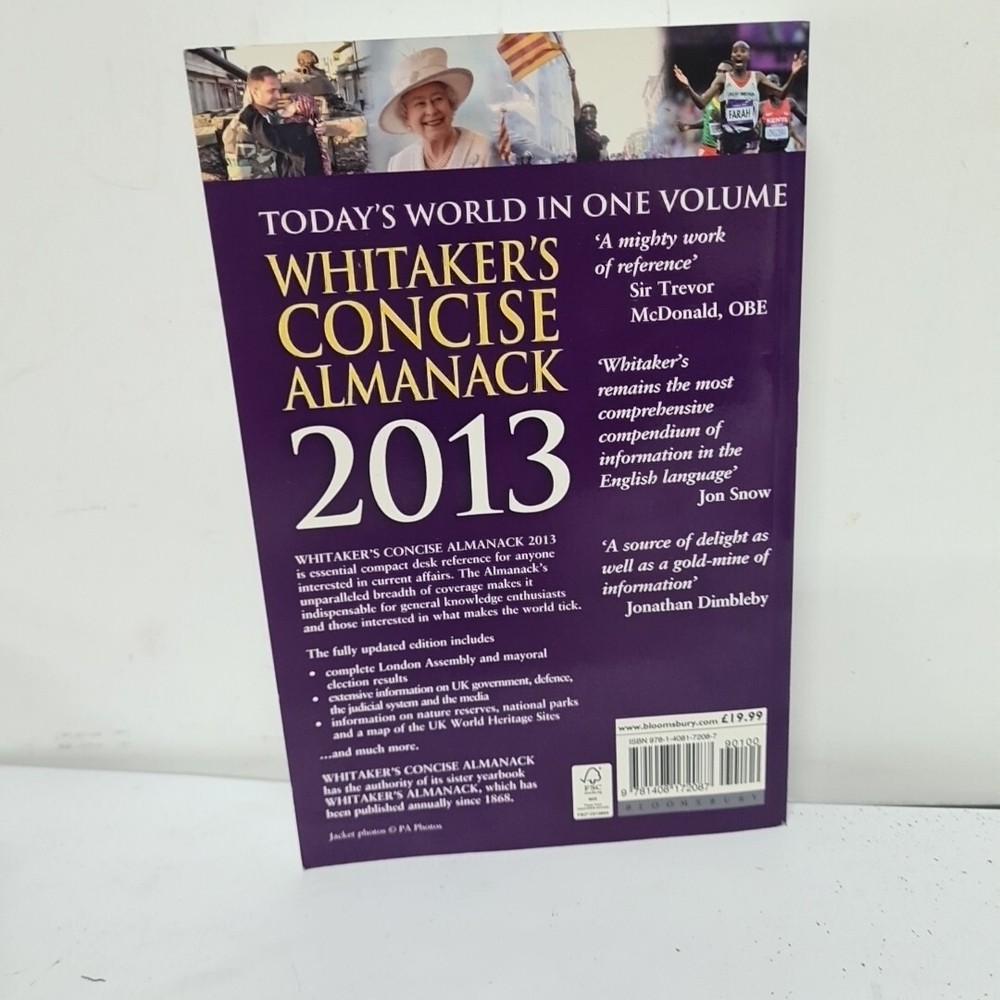 FARAH
KENYA
TODAY'S WORLD IN ONE VOLUME
WHITAKER'S
CONCISE
ALMANACK
2013
WHITAKER'S CONCISE ALMANACK 2013
is essential compact desk reference for anyone
interested in current affairs. The Almanack's
unparalleled breadth of coverage makes it
indispensable for general knowledge enthusiasts
and those interested in what makes the world tick.
The fully updated edition includes
• complete London Assembly and mayoral
election results
• extensive information on UK government, defence,
the judicial system and the media
• information on nature reserves, national parks
and a map of the UK World Heritage Sites
...and much more.
WHITAKER'S CONCISE ALMANACK
has the authority of its sister yearbook
WHITAKER'S ALMANACK, which has
been published annually since 1868.
Jacket photos © PA Photos
'A mighty work
of reference'
Sir Trevor
McDonald, OBE
'Whitaker's
remains the most
comprehensive
compendium of
information in the
English language'
Jon Snow
'A source of delight as
well as a gold-mine of
information'
Jonathan Dimbleby
FSC
MIX
www.bloomsbury.com £19.99
ISBN 978-1-4081-7208-7
90100
9 781408 172087
BLOOMSBURY